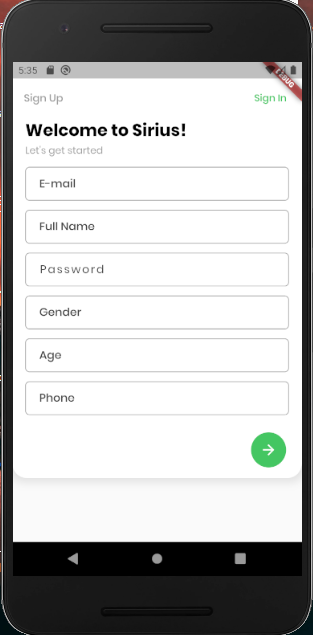 5:35
DEBUG
Sign Up
Sign In
Welcome to Sirius!
Let's get started
E-mail
Full Name
Password
Gender
Age
Phone